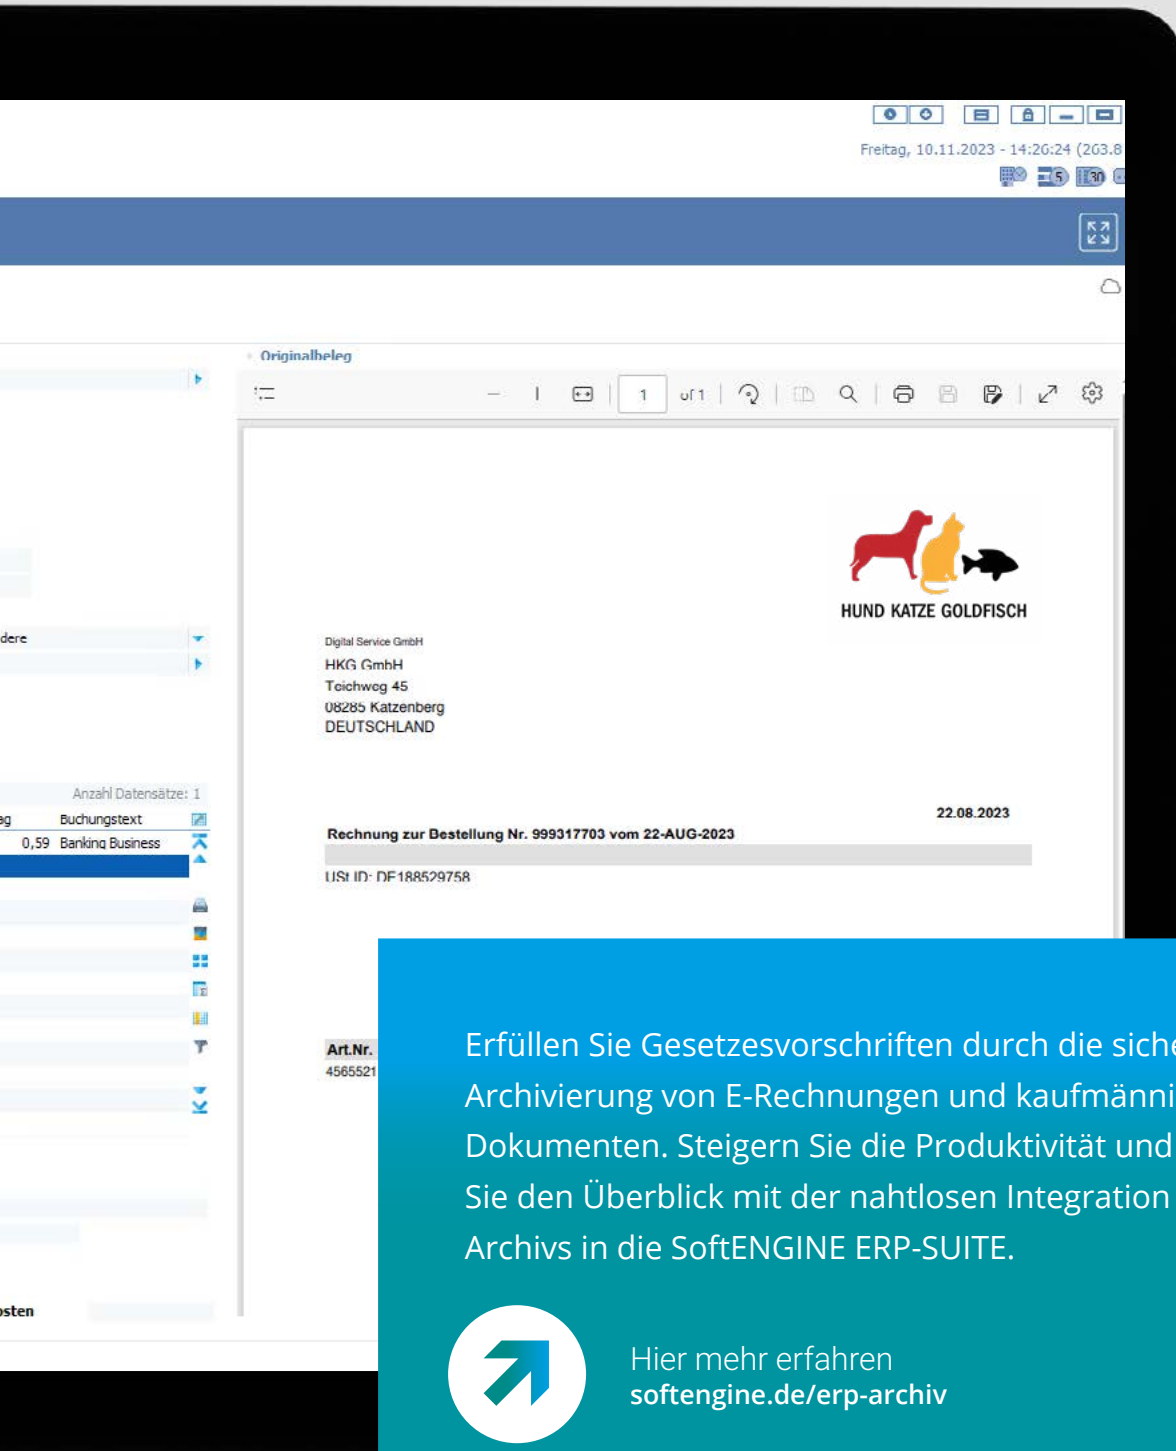 Freitag, 10.11.2023 - 14:26:24 (263.8
5 30
Originalbeleg
1 of 1
HUND KATZE GOLDFISCH
dere
Digital Service GmbH
HKG GmbH
Teichweg 45
08285 Katzenberg
DEUTSCHLAND
Anzahl Datensätze: 1
ag Buchungstext
0,59 Banking Business
22.08.2023
Rechnung zur Bestellung Nr. 999317703 vom 22-AUG-2023
USt ID: DE188529758
Art.Nr.
4565521
Erfüllen Sie Gesetzesvorschriften durch die siche
Archivierung von E-Rechnungen und kaufmänni
Dokumenten. Steigern Sie die Produktivität und
Sie den Überblick mit der nahtlosen Integration
Archivs in die SoftENGINE ERP-SUITE.
osten
Hier mehr erfahren
softengine.de/erp-archiv